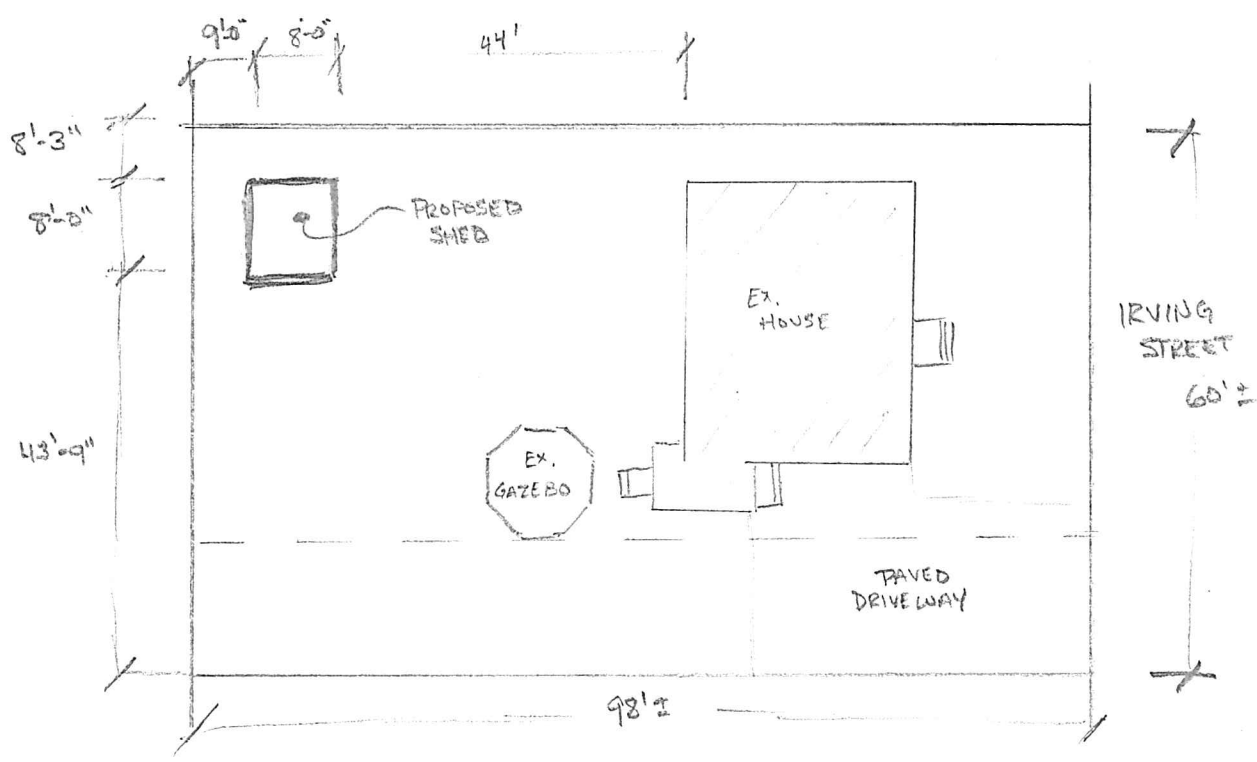 9'-0" 8'-0" 44'
8'-3"
8'-0"
PROPOSED
SHED
EX.
HOUSE
IRVING
STREET
60' ±
43'-9"
EX.
GAZEBO
PAVED
DRIVEWAY
98' ±